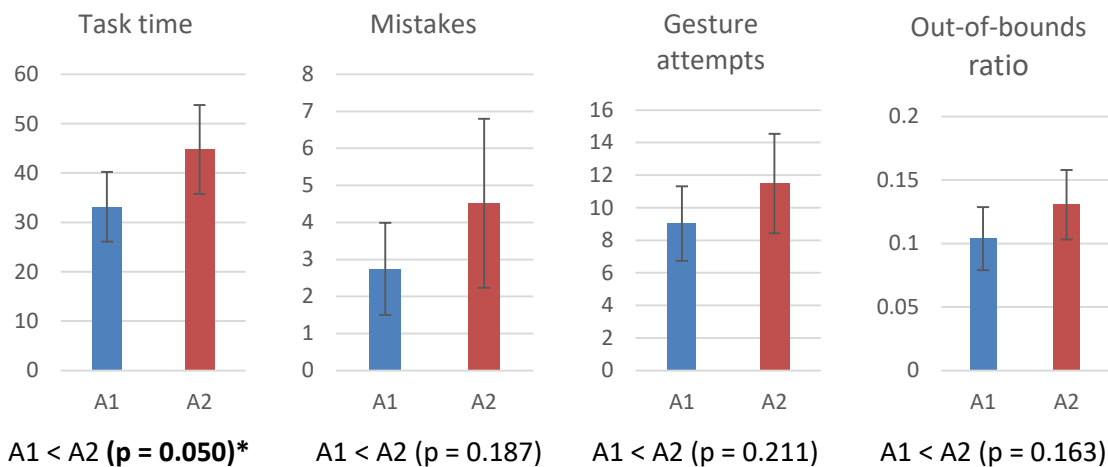 Task time
60
50
40
30
20
10
0
A1 A2
A1 < A2 (p = 0.050)*
Mistakes
8
7
6
5
4
3
2
1
0
A1 A2
A1 < A2 (p = 0.187)
Gesture
attempts
16
14
12
10
8
6
4
2
0
A1 A2
A1 < A2 (p = 0.211)
Out-of-bounds
ratio
0.2
0.15
0.1
0.05
0
A1 A2
A1 < A2 (p = 0.163)